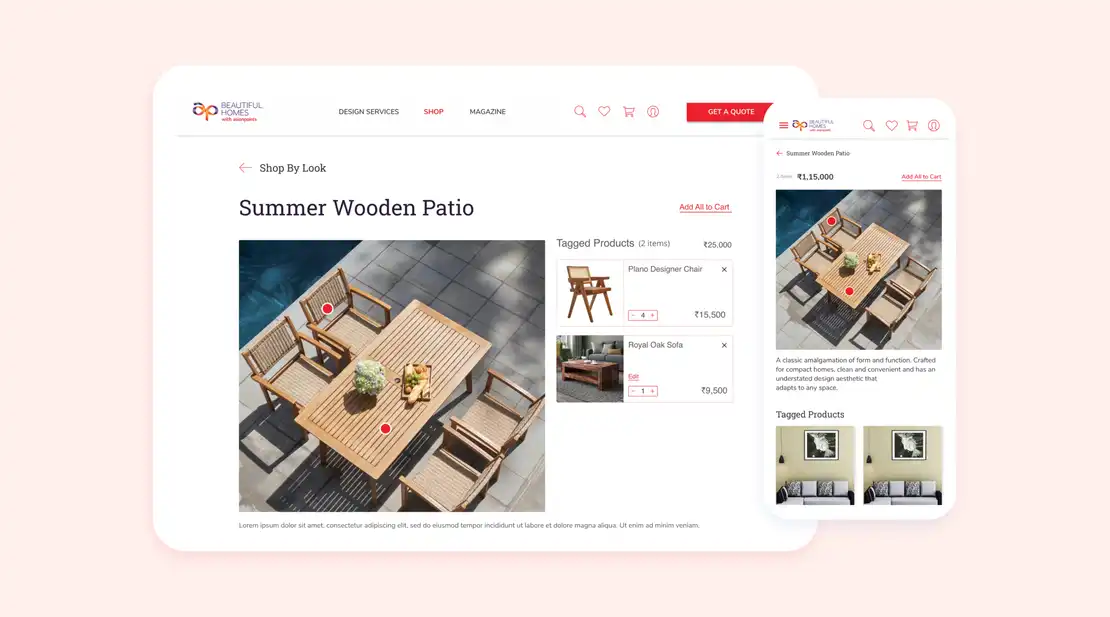 BEAUTIFUL
HOMES
with asianpaints
DESIGN SERVICES
SHOP
MAGAZINE
GET A QUOTE
Shop By Look
Summer Wooden Patio
Add All to Cart
Tagged Products (2 items)
₹25,000
Plano Designer Chair
- 4 +
₹15,500
Royal Oak Sofa
Edit
- 1 +
₹9,500
Lorem ipsum dolor sit amet, consectetur adipiscing elit, sed do eiusmod tempor incididunt ut labore et dolore magna aliqua. Ut enim ad minim veniam.
BEAUTIFUL
HOMES
with asianpaints
Summer Wooden Patio
₹1,15,000
Add All to Cart
A classic amalgamation of form and function. Crafted
for compact homes, clean and convenient and has an
understated design aesthetic that
adapts to any space.
Tagged Products